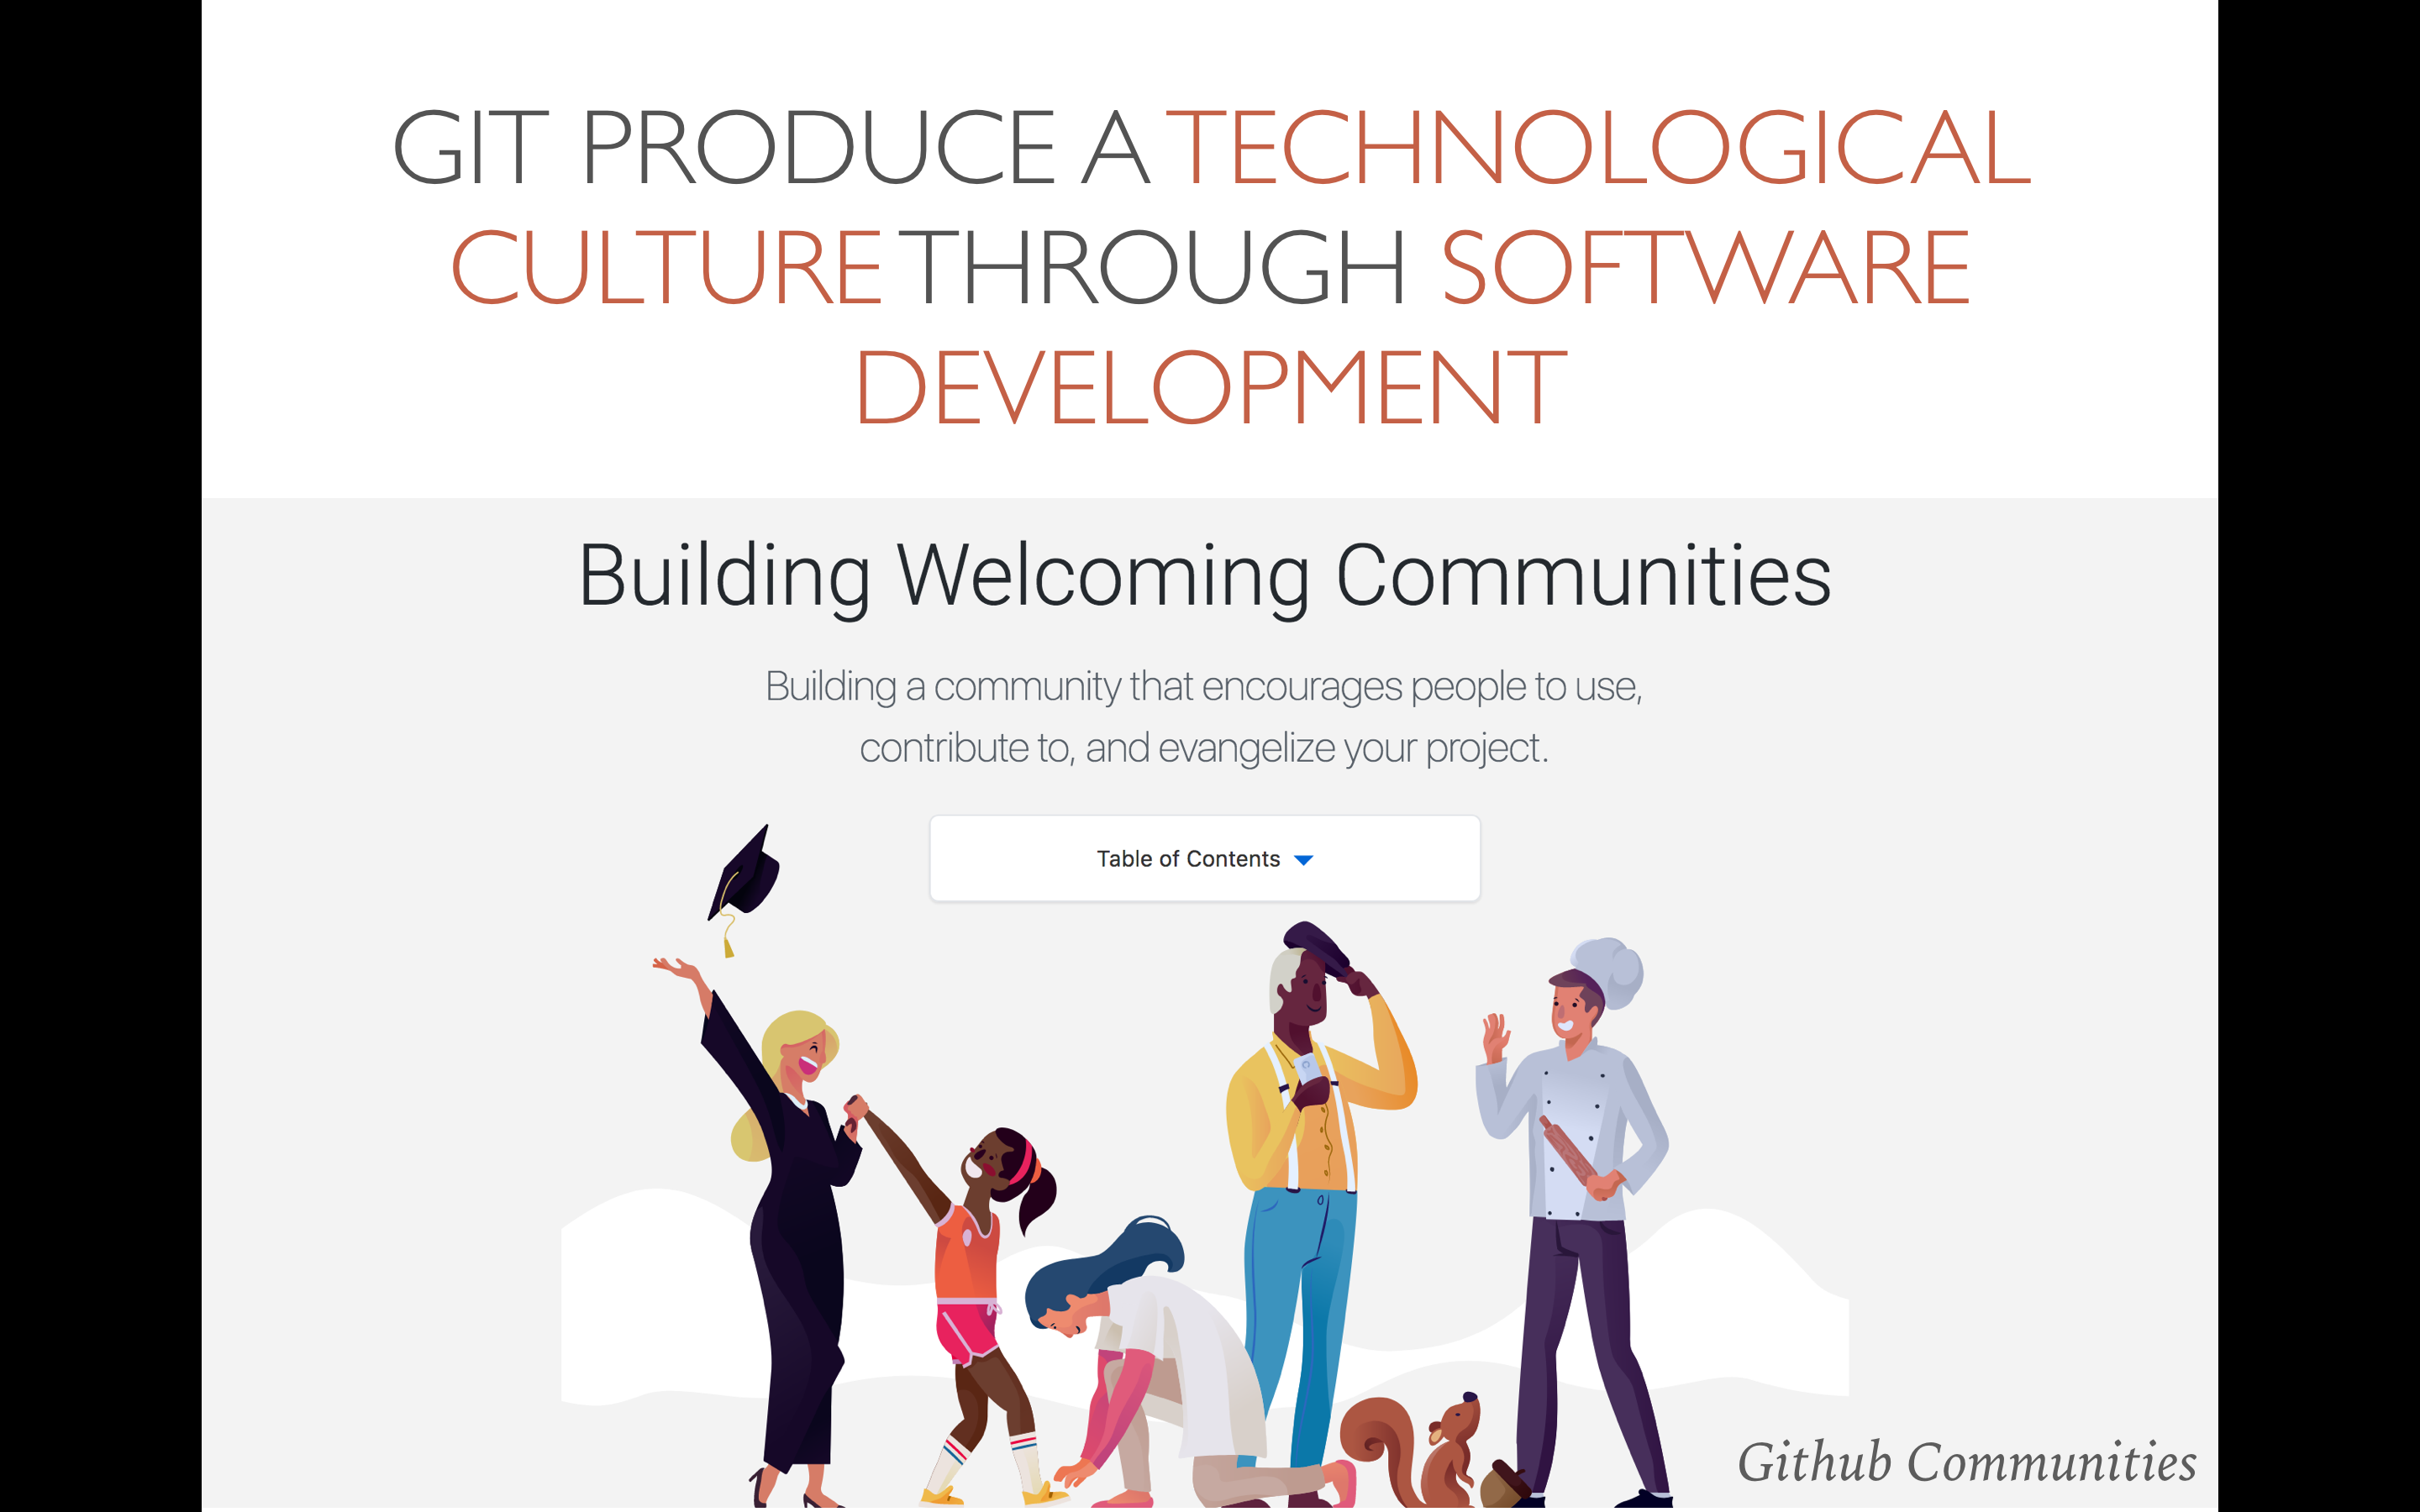 GIT PRODUCE A TECHNOLOGICAL
CULTURE THROUGH SOFTWARE
DEVELOPMENT
Building Welcoming Communities
Building a community that encourages people to use,
contribute to, and evangelize your project.
Table of Contents
Github Communities